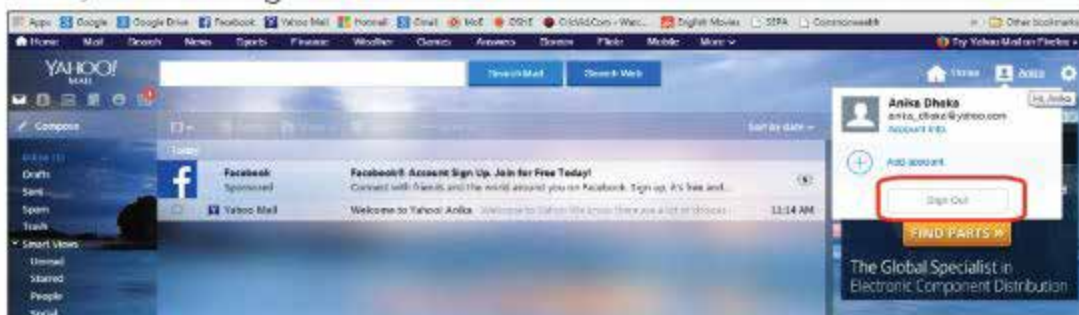 Apps Google Google Drive Facebook Yahoo Mail Hotmail Gmail MoE DSHE English Movies SEPA Commonwealth Other bookmarks
Home Mail Search News Sports Finance Weather Games Answers Screen Flickr Mobile More Try Yahoo Mail on Firefox »
YAHOO!
MAIL
Search Mail Search Web
Home Anika
Hi, Anika
Compose
Sort by date
Anika Dhaka
anika_dhaka@yahoo.com
Account Info
Today
Add account
Drafts
Facebook
Facebook® Account Sign Up. Join for Free Today!
Sent
Sponsored
Connect with friends and the world around you on Facebook. Sign up, it's free and...
Sign Out
Spam
Yahoo Mail
Welcome to Yahoo! Anika
11:14 AM
Trash
FIND PARTS »
Smart Views
Unread
The Global Specialist in
Starred
Electronic Component Distribution
People
Social